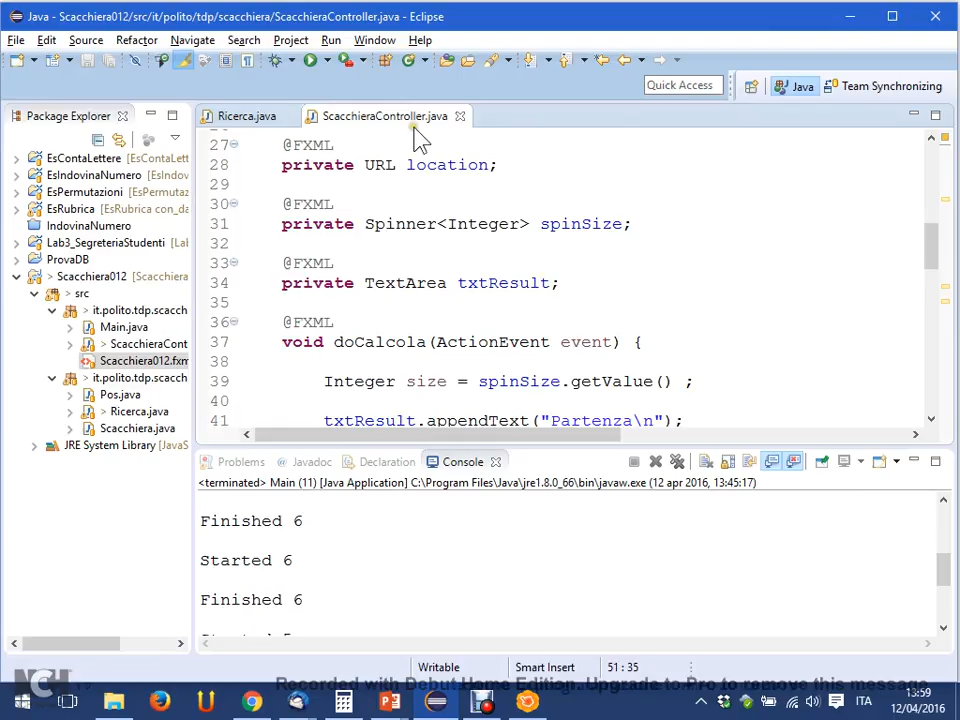 Java - Scacchiera012/src/it/polito/tdp/scacchiera/ScacchieraController.java - Eclipse
File Edit Source Refactor Navigate Search Project Run Window Help
Quick Access
Java
Team Synchronizing
Package Explorer
EsContaLettere [EsContaLettere
EsIndovinaNumero [EsIndov
EsPermutazioni [EsPermutaz
EsRubrica [EsRubrica con_da
IndovinaNumero
Lab3_SegreteriaStudenti [Lab
ProvaDB
> Scacchiera012 [Scacchiera
> src
> it.polito.tdp.scacch
Main.java
> ScacchieraCont
Scacchiera012.fxm
> it.polito.tdp.scacch
Pos.java
> Ricerca.java
Scacchiera.java
JRE System Library [JavaS
Ricerca.java
ScacchieraController.java
27 @FXML
28 private URL location;
29
30 @FXML
31 private Spinner<Integer> spinSize;
32
33 @FXML
34 private TextArea txtResult;
35
36 @FXML
37 void doCalcola(ActionEvent event) {
38
39 Integer size = spinSize.getValue() ;
40
41 txtResult.appendText("Partenza\n");
Problems Javadoc Declaration Console
<terminated> Main (11) [Java Application] C:\Program Files\Java\jre1.8.0_66\bin\javaw.exe (12 apr 2016, 13:45:17)
Finished 6
Started 6
Finished 6
Writable Smart Insert 51 : 35
NCH
Recorded with Debut Home Edition. Upgrade to Pro to remove this message
ITA
13:59
12/04/2016